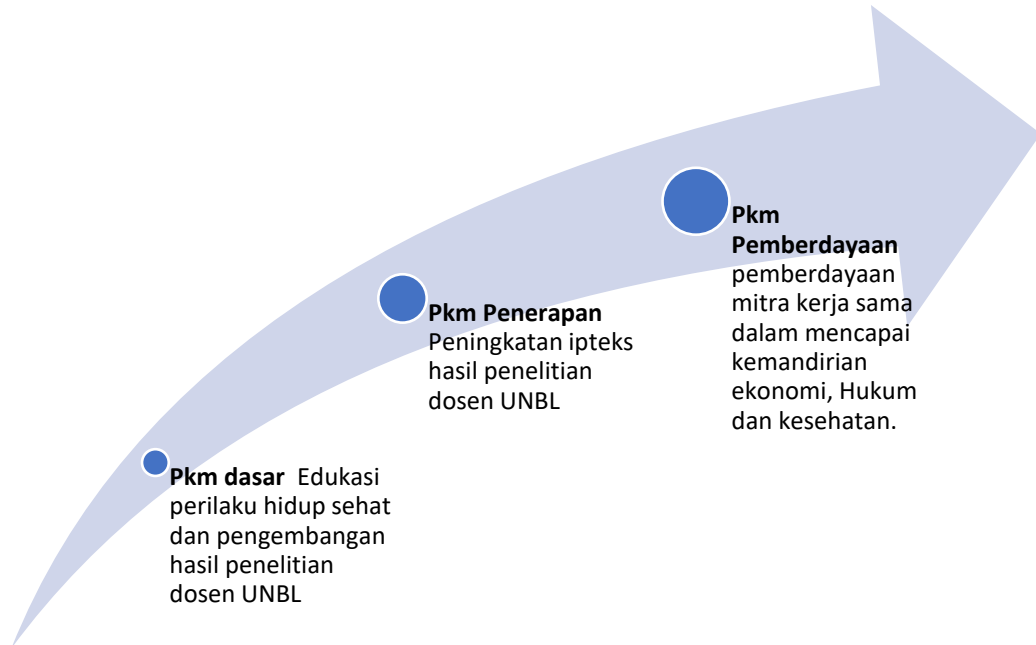 Pkm dasar  Edukasi
perilaku hidup sehat
dan pengembangan
hasil penelitian
dosen UNBL
Pkm Penerapan
Peningkatan ipteks
hasil penelitian
dosen UNBL
Pkm
Pemberdayaan
pemberdayaan
mitra kerja sama
dalam mencapai
kemandirian
ekonomi, Hukum
dan kesehatan.